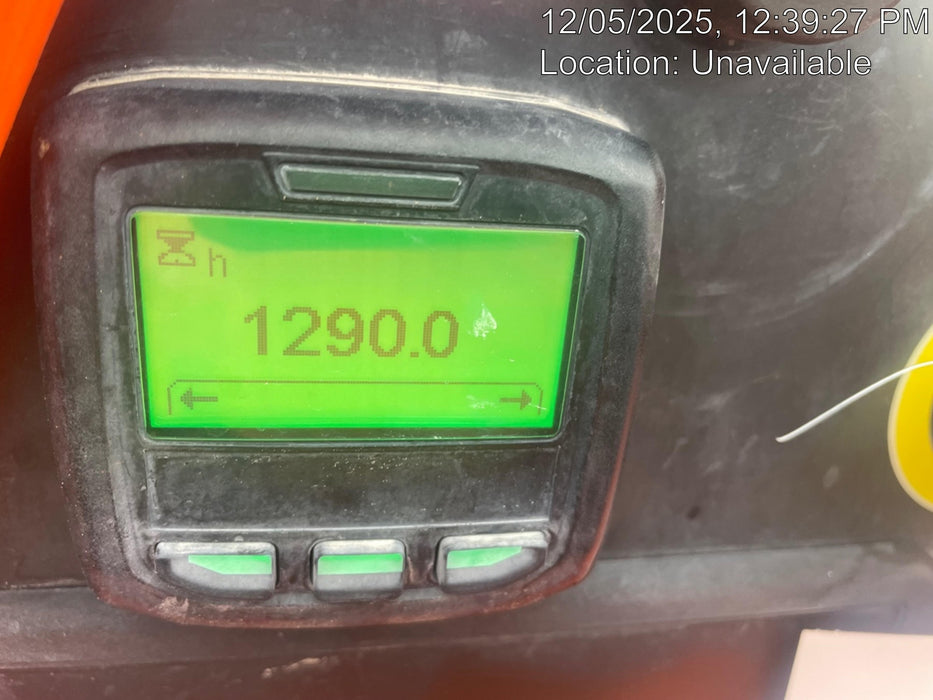 12/05/2025, 12:39:27 PM
Location: Unavailable
h
1290.0